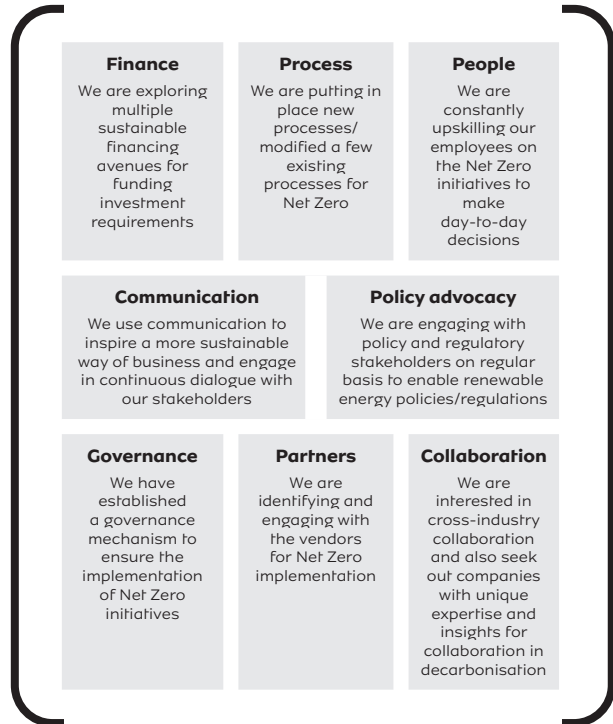 Finance
We are exploring
multiple
sustainable
financing
avenues for
funding
investment
requirements
Process
We are putting in
place new
processes/
modified a few
existing
processes for
Net Zero
People
We are
constantly
upskilling our
employees on
the Net Zero
initiatives to
make
day-to-day
decisions
Communication
We use communication to
inspire a more sustainable
way of business and engage
in continuous dialogue with
our stakeholders
Policy advocacy
We are engaging with
policy and regulatory
stakeholders on regular
basis to enable renewable
energy policies/regulations
Governance
We have
established
a governance
mechanism to
ensure the
implementation
of Net Zero
initiatives
Partners
We are
identifying and
engaging with
the vendors
for Net Zero
implementation
Collaboration
We are
interested in
cross-industry
collaboration
and also seek
out companies
with unique
expertise and
insights for
collaboration in
decarbonisation